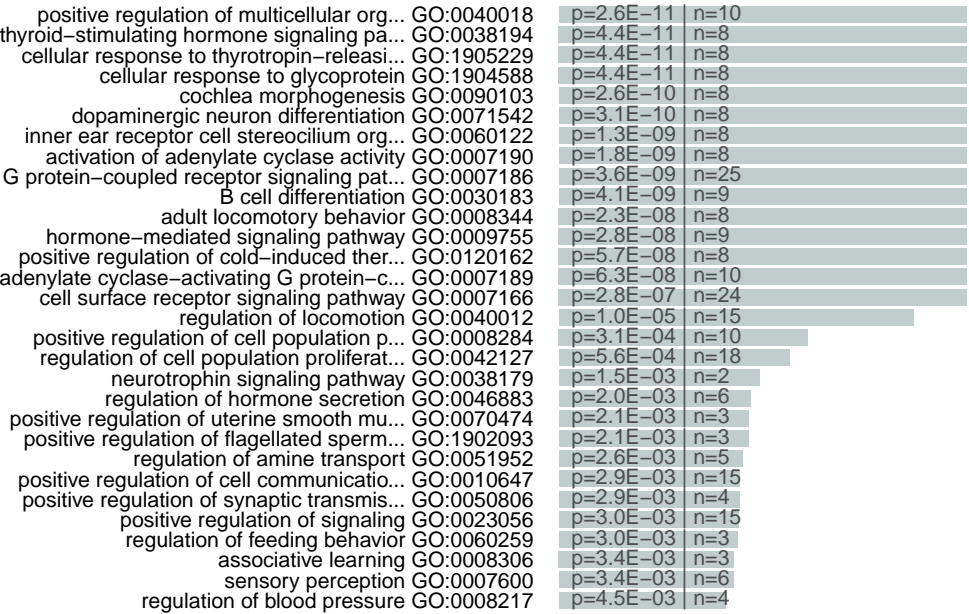 positive regulation of multicellular org... GO:0040018 p=2.6E−11 n=10
thyroid−stimulating hormone signaling pa... GO:0038194 p=4.4E−11 n=8
cellular response to thyrotropin−releasi... GO:1905229 p=4.4E−11 n=8
cellular response to glycoprotein GO:1904588 p=4.4E−11 n=8
cochlea morphogenesis GO:0090103 p=2.6E−10 n=8
dopaminergic neuron differentiation GO:0071542 p=3.1E−10 n=8
inner ear receptor cell stereocilium org... GO:0060122 p=1.3E−09 n=8
activation of adenylate cyclase activity GO:0007190 p=1.8E−09 n=8
G protein−coupled receptor signaling pat... GO:0007186 p=3.6E−09 n=25
B cell differentiation GO:0030183 p=4.1E−09 n=9
adult locomotory behavior GO:0008344 p=2.3E−08 n=8
hormone−mediated signaling pathway GO:0009755 p=2.8E−08 n=9
positive regulation of cold−induced ther... GO:0120162 p=5.7E−08 n=8
adenylate cyclase−activating G protein−c... GO:0007189 p=6.3E−08 n=10
cell surface receptor signaling pathway GO:0007166 p=2.8E−07 n=24
regulation of locomotion GO:0040012 p=1.0E−05 n=15
positive regulation of cell population p... GO:0008284 p=3.1E−04 n=10
regulation of cell population proliferat... GO:0042127 p=5.6E−04 n=18
neurotrophin signaling pathway GO:0038179 p=1.5E−03 n=2
regulation of hormone secretion GO:0046883 p=2.0E−03 n=6
positive regulation of uterine smooth mu... GO:0070474 p=2.1E−03 n=3
positive regulation of flagellated sperm... GO:1902093 p=2.1E−03 n=3
regulation of amine transport GO:0051952 p=2.6E−03 n=5
positive regulation of cell communicatio... GO:0010647 p=2.9E−03 n=15
positive regulation of synaptic transmis... GO:0050806 p=2.9E−03 n=4
positive regulation of signaling GO:0023056 p=3.0E−03 n=15
regulation of feeding behavior GO:0060259 p=3.0E−03 n=3
associative learning GO:0008306 p=3.4E−03 n=3
sensory perception GO:0007600 p=3.4E−03 n=6
regulation of blood pressure GO:0008217 p=4.5E−03 n=4